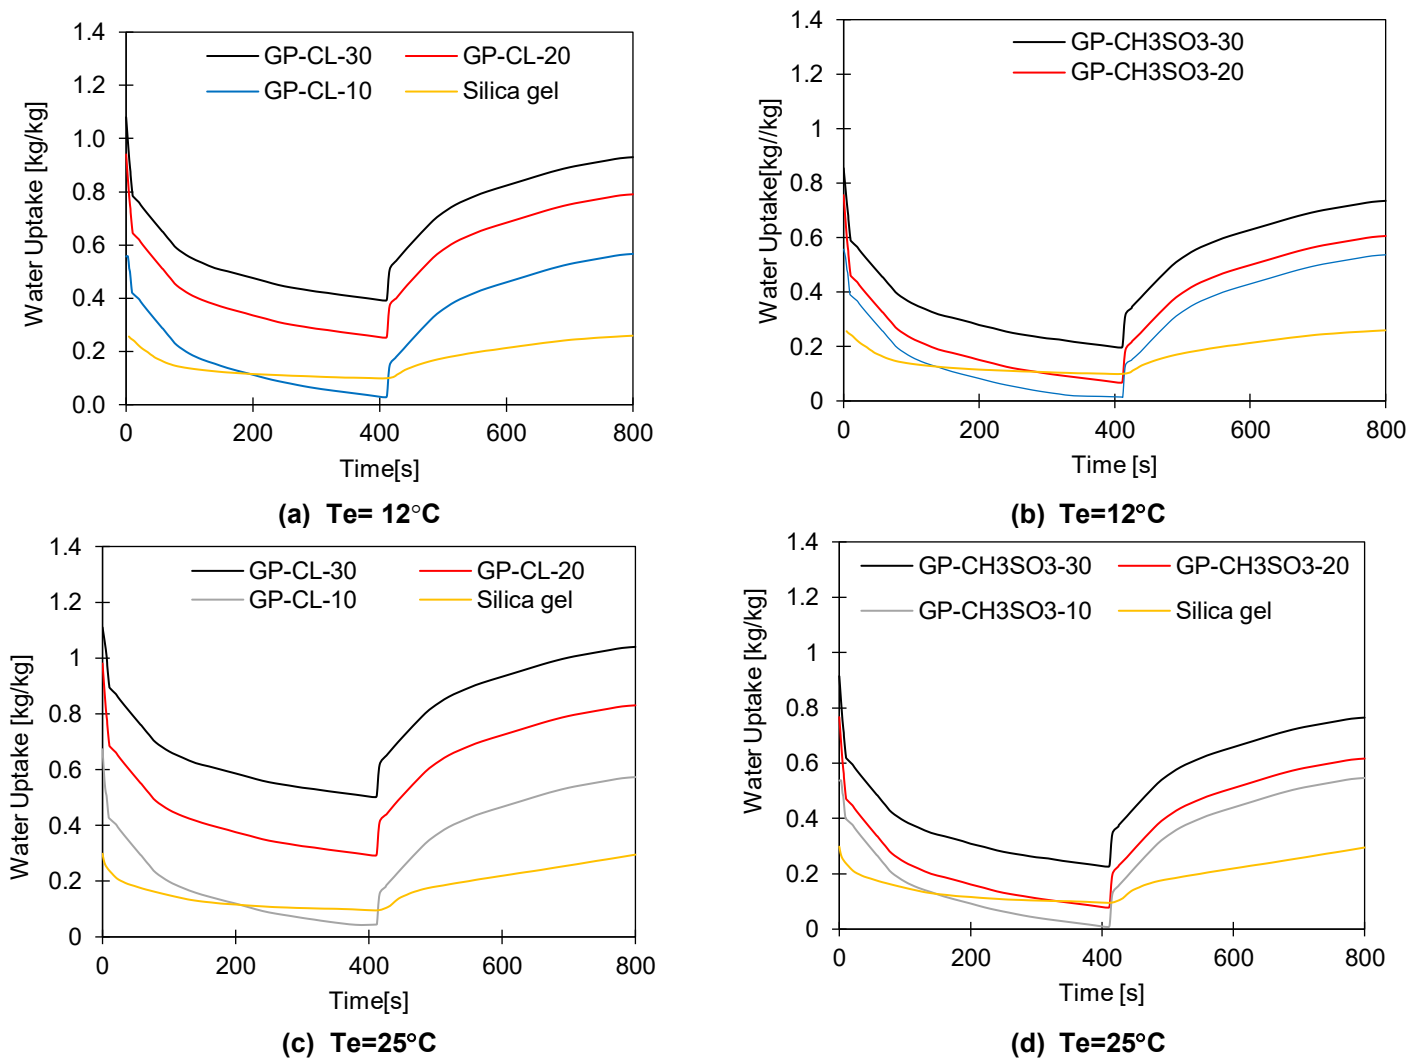 1.4
1.2
1.0
0.8
0.6
0.4
0.2
0.0
Water Uptake [kg/kg]
GP-CL-30 GP-CL-20
GP-CL-10 Silica gel
0 200 400 600 800
Time[s]
(a) Te= 12°C
1.4
1.2
1
0.8
0.6
0.4
0.2
0
Water Uptake[kg//kg]
GP-CH3SO3-30
GP-CH3SO3-20
0 200 400 600 800
Time [s]
(b) Te=12°C
1.4
1.2
1
0.8
0.6
0.4
0.2
0
Water Uptake [kg/kg]
GP-CL-30 GP-CL-20
GP-CL-10 Silica gel
0 200 400 600 800
Time[s]
(c) Te=25°C
1.4
1.2
1
0.8
0.6
0.4
0.2
0
Water Uptake [kg/kg]
GP-CH3SO3-30 GP-CH3SO3-20
GP-CH3SO3-10 Silica gel
0 200 400 600 800
Time [s]
(d) Te=25°C